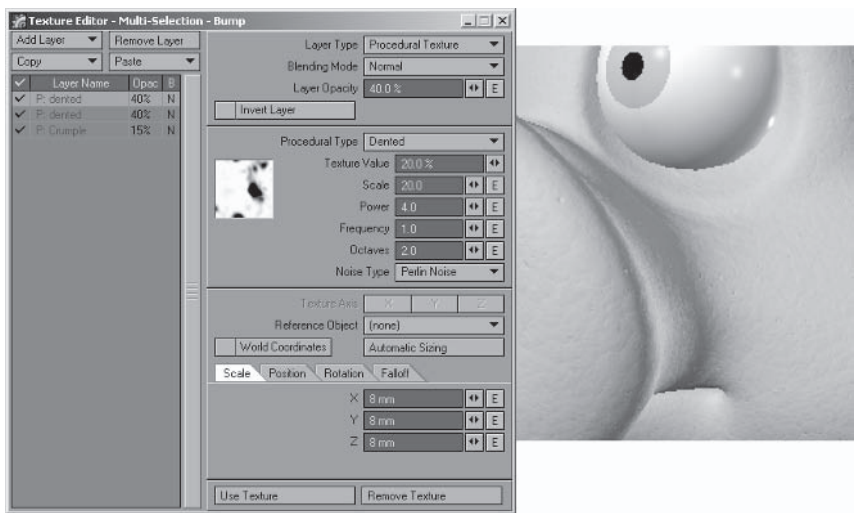 Texture Editor - Multi-Selection - Bump
Add Layer Remove Layer
Copy Paste
Layer Name Opac B
P: dented 40% N
P: dented 40% N
P: Crumple 15% N
Layer Type Procedural Texture
Blending Mode Normal
Layer Opacity 40.0 % E
Invert Layer
Procedural Type Dented
Texture Value 20.0 %
Scale 20.0 E
Power 4.0 E
Frequency 1.0 E
Octaves 2.0 E
Noise Type Perlin Noise
Texture Axis X Y Z
Reference Object (none)
World Coordinates Automatic Sizing
Scale Position Rotation Falloff
X 8 mm E
Y 8 mm E
Z 8 mm E
Use Texture Remove Texture